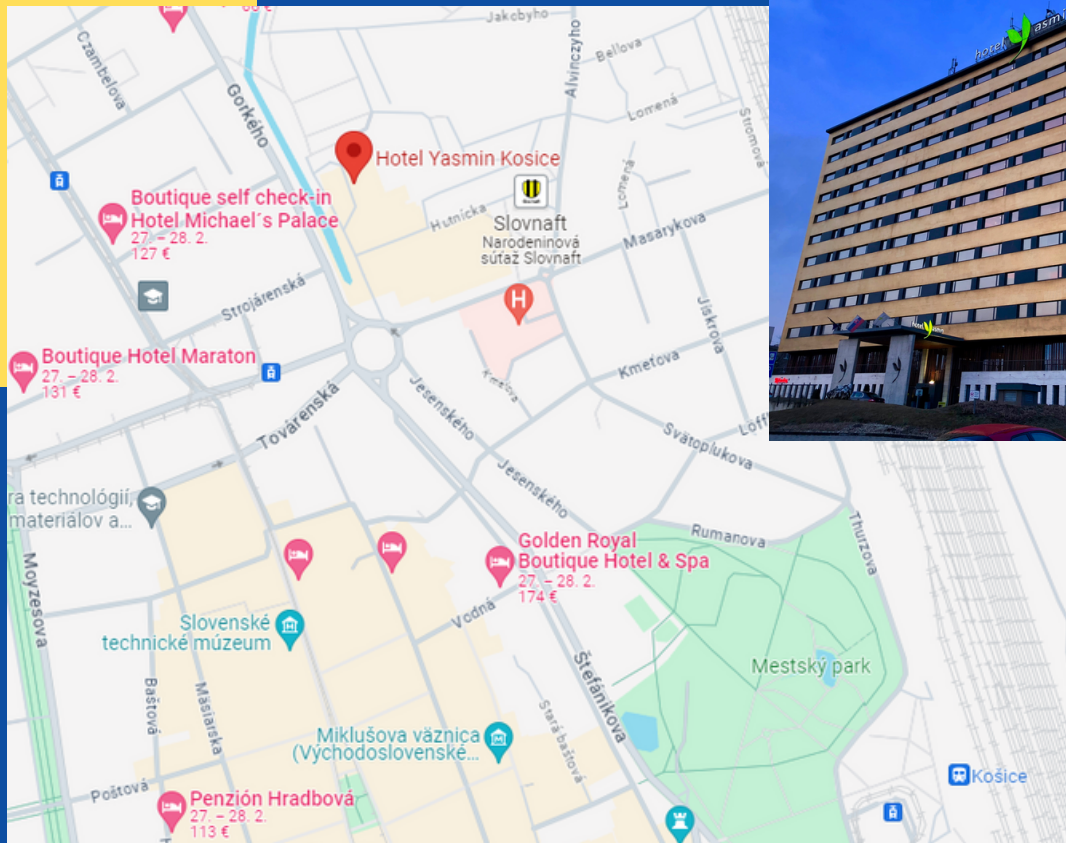 Jakobyho
Czambelova
Gorkého
Alvinczyho
Bellova
Lomená
Stromová
Hotel Yasmin Kosice
Boutique self check-in
Hotel Michael´s Palace
27. – 28. 2.
127 €
Hutnícka
Slovnaft
Narodeninová
súťaž Slovnaft
Lomená
Masarykova
H
Strojárenská
Jiskrova
Boutique Hotel Maraton
27. – 28. 2.
131 €
Kmeťova
Kmeťova
Továrenská
Jesenského
Svätoplukova
Jesenského
ra technológií,
materiálov a...
Rumanova
Thurzova
Golden Royal
Boutique Hotel & Spa
27. – 28. 2.
174 €
Moyzesova
Vodná
Slovenské
technické múzeum
Mestský park
Baštová
Mäsiarska
Štefánikova
Stará baštová
Miklušova väznica
(Východoslovenské...
Košice
Poštová
Penzión Hradbová
27. – 28. 2.
113 €
hotel yasmi
hotel yasmin